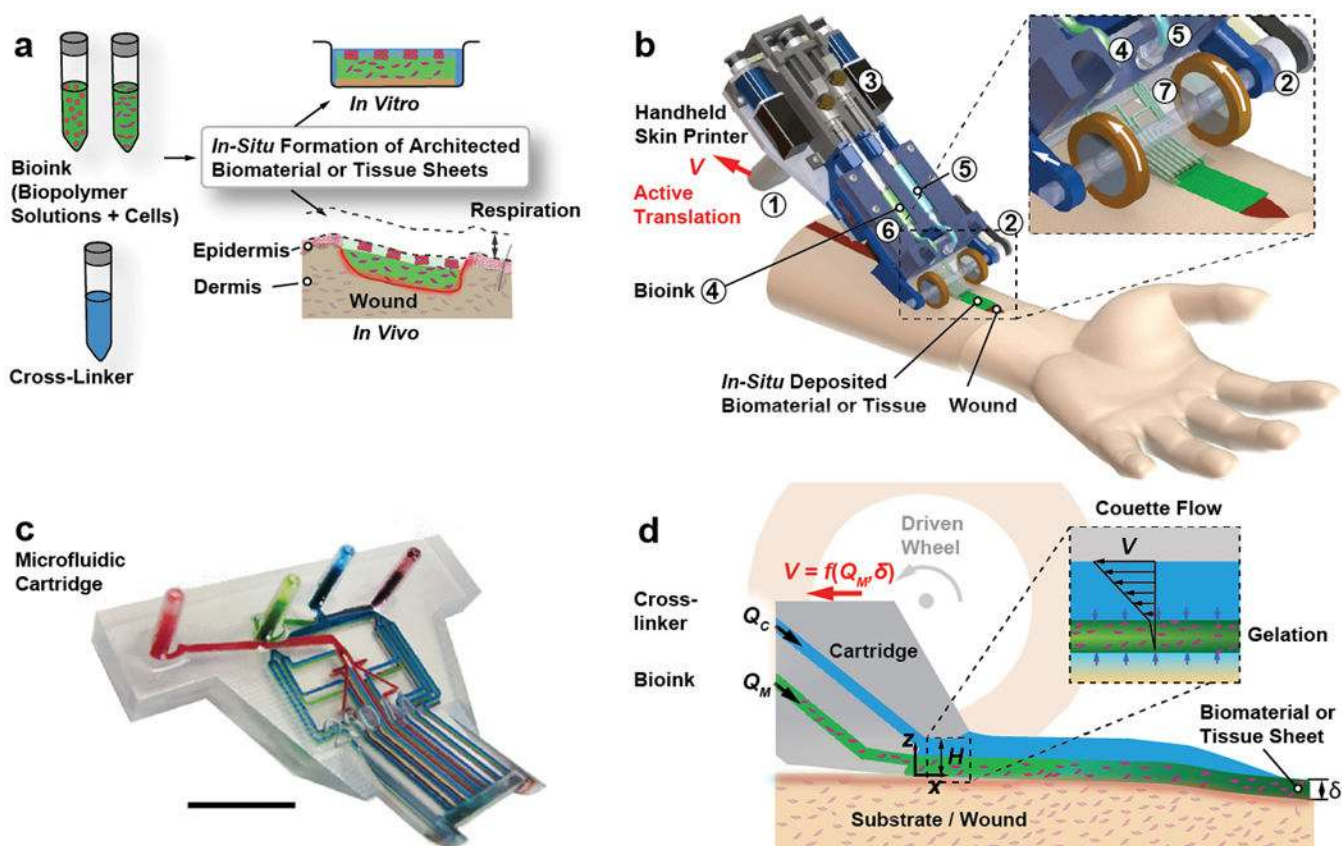 a
Bioink
(Biopolymer
Solutions + Cells)
Cross-Linker
In Vitro
In-Situ Formation of Architected
Biomaterial or Tissue Sheets
Respiration
Epidermis
Dermis
Wound
In Vivo
b
Handheld
Skin Printer
V
Active
Translation
1
3
5
6
2
Bioink 4
4
5
7
2
In-Situ Deposited
Biomaterial or Tissue
Wound
c
Microfluidic
Cartridge
d
Driven
Wheel
V = f(QM, δ)
Cross-
linker
QC
Cartridge
Bioink
QM
z
H
x
Substrate / Wound
Couette Flow
V
Gelation
Biomaterial or
Tissue Sheet
δ